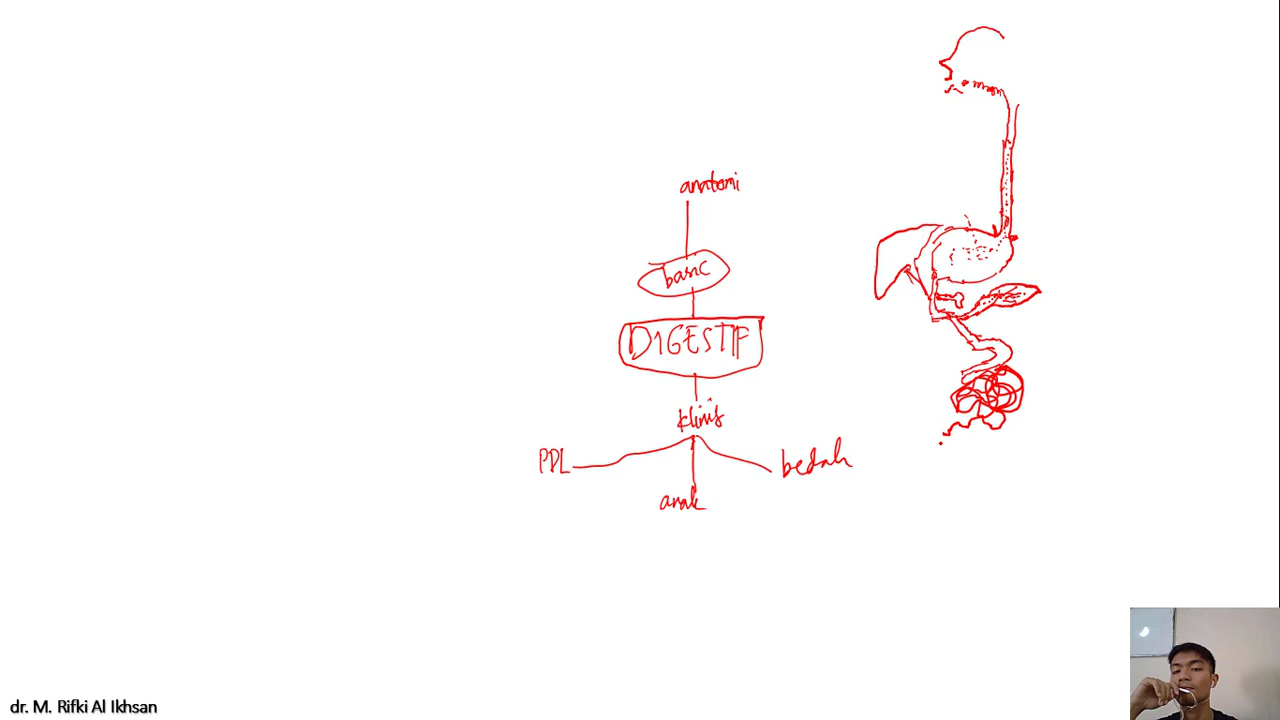 anatomi
basic
DIGESTIF
klinis
PDL
bedah
anak
dr. M. Rifki Al Ikhsan